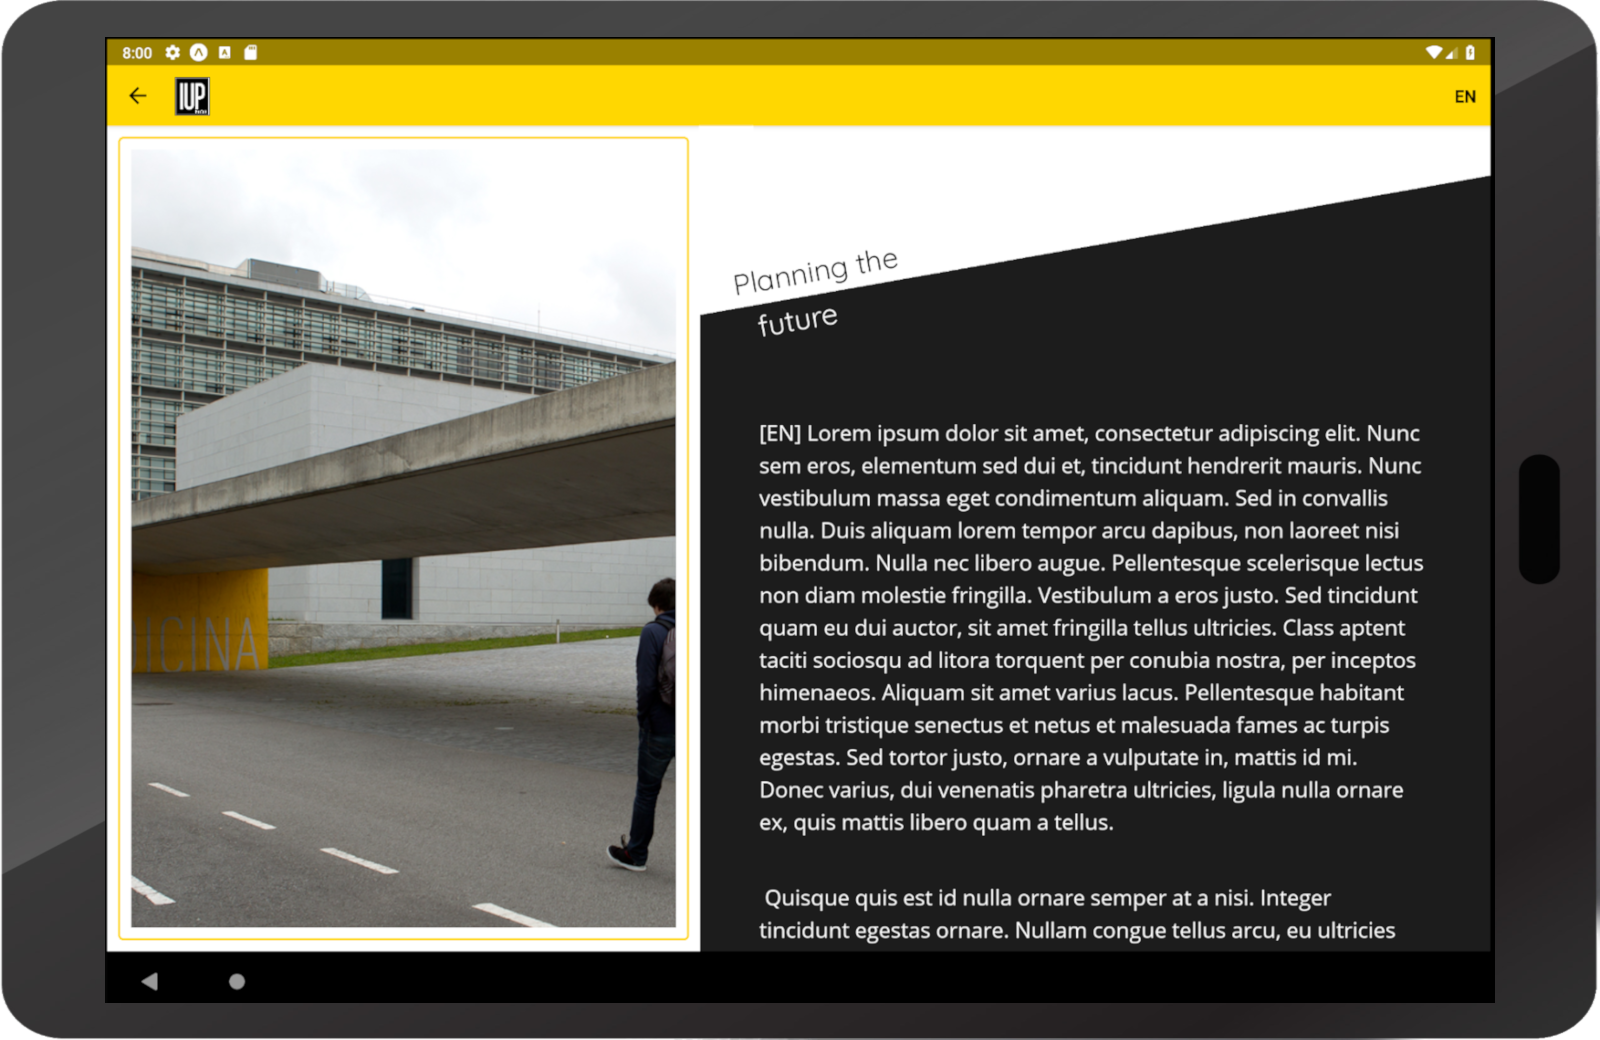 8:00
IUP
EN
ICINA
Planning the
future
[EN] Lorem ipsum dolor sit amet, consectetur adipiscing elit. Nunc
sem eros, elementum sed dui et, tincidunt hendrerit mauris. Nunc
vestibulum massa eget condimentum aliquam. Sed in convallis
nulla. Duis aliquam lorem tempor arcu dapibus, non laoreet nisi
bibendum. Nulla nec libero augue. Pellentesque scelerisque lectus
non diam molestie fringilla. Vestibulum a eros justo. Sed tincidunt
quam eu dui auctor, sit amet fringilla tellus ultricies. Class aptent
taciti sociosqu ad litora torquent per conubia nostra, per inceptos
himenaeos. Aliquam sit amet varius lacus. Pellentesque habitant
morbi tristique senectus et netus et malesuada fames ac turpis
egestas. Sed tortor justo, ornare a vulputate in, mattis id mi.
Donec varius, dui venenatis pharetra ultricies, ligula nulla ornare
ex, quis mattis libero quam a tellus.
Quisque quis est id nulla ornare semper at a nisi. Integer
tincidunt egestas ornare. Nullam congue tellus arcu, eu ultricies